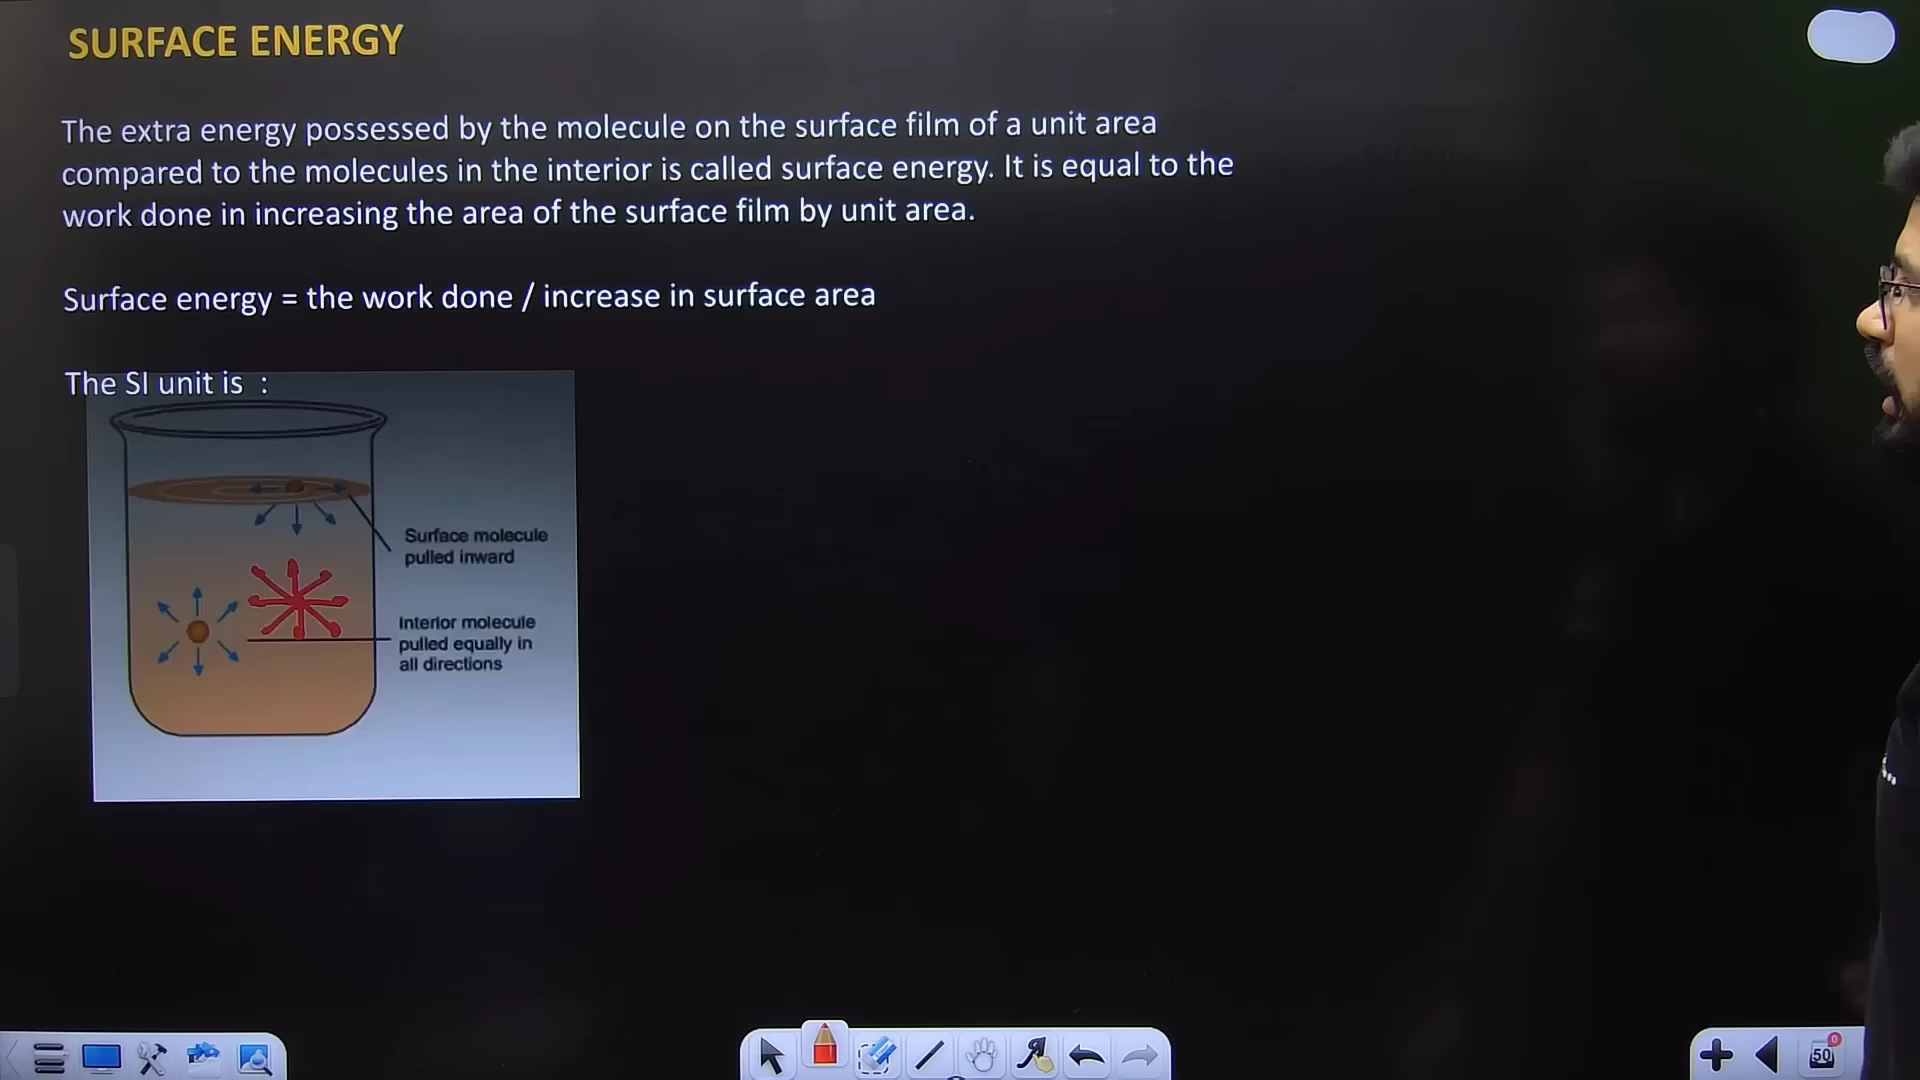 SURFACE ENERGY
The extra energy possessed by the molecule on the surface film of a unit area
compared to the molecules in the interior is called surface energy. It is equal to the
work done in increasing the area of the surface film by unit area.
Surface energy = the work done / increase in surface area
The SI unit is :
Surface molecule
pulled inward
Interior molecule
pulled equally in
all directions
50
0